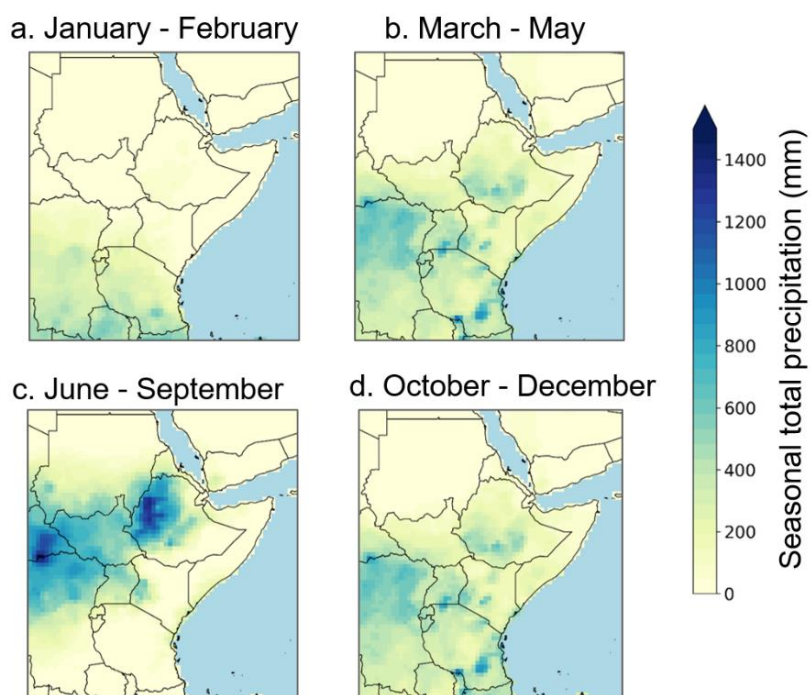 a. January - February
b. March - May
c. June - September
d. October - December
1400
1200
1000
800
600
400
200
0
Seasonal total precipitation (mm)